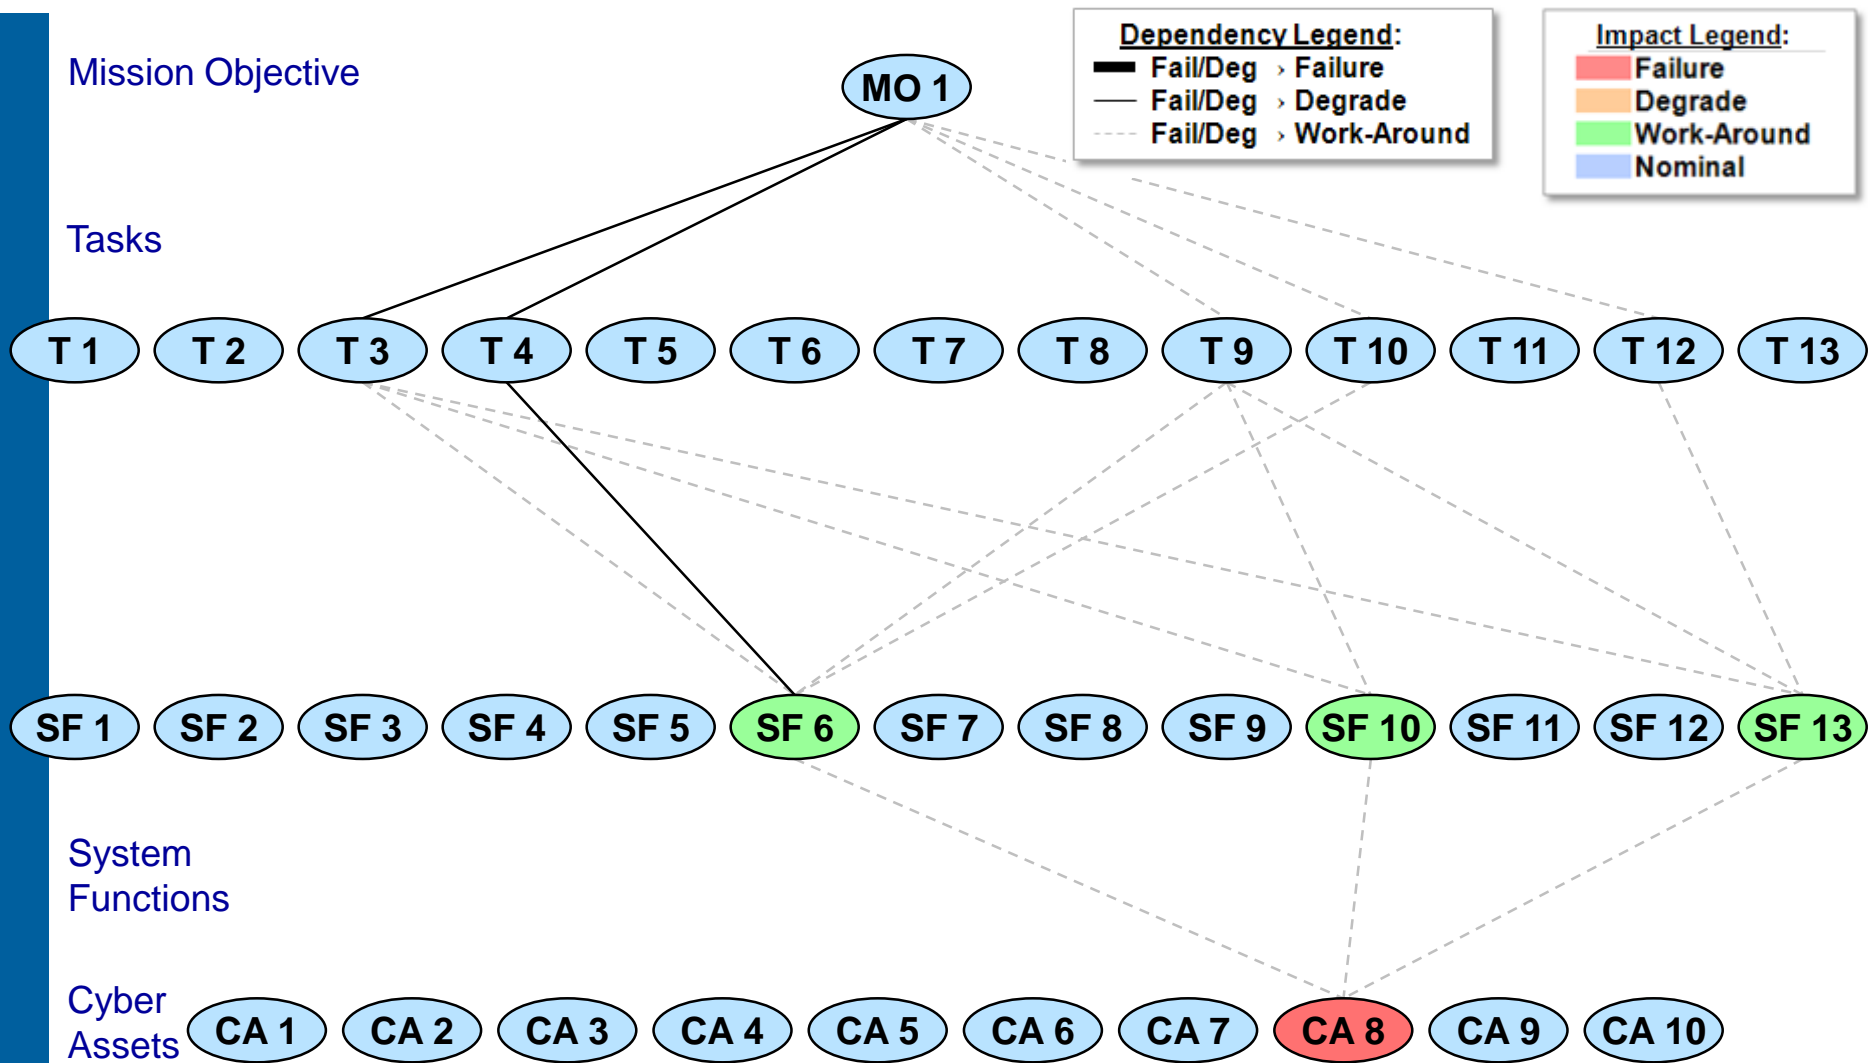 Mission Objective
MO 1
Dependency Legend:
Fail/Deg › Failure
Fail/Deg › Degrade
Fail/Deg › Work-Around
Impact Legend:
Failure
Degrade
Work-Around
Nominal
Tasks
T 1 T 2 T 3 T 4 T 5 T 6 T 7 T 8 T 9 T 10 T 11 T 12 T 13
SF 1 SF 2 SF 3 SF 4 SF 5 SF 6 SF 7 SF 8 SF 9 SF 10 SF 11 SF 12 SF 13
System
Functions
Cyber
Assets
CA 1 CA 2 CA 3 CA 4 CA 5 CA 6 CA 7 CA 8 CA 9 CA 10